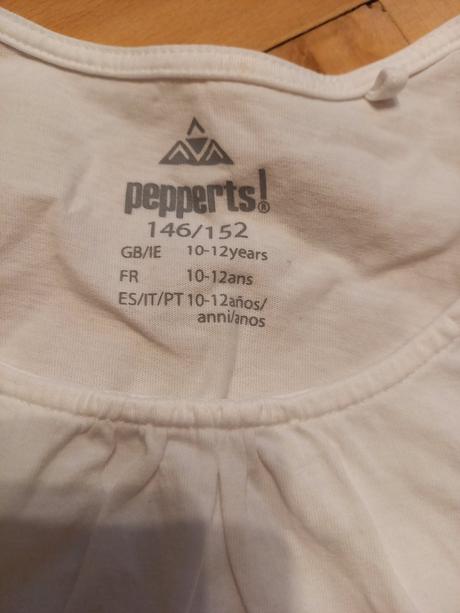 pepperts!®
146/152
GB/IE 10-12years
FR 10-12ans
ES/IT/PT 10-12años/
anni/anos